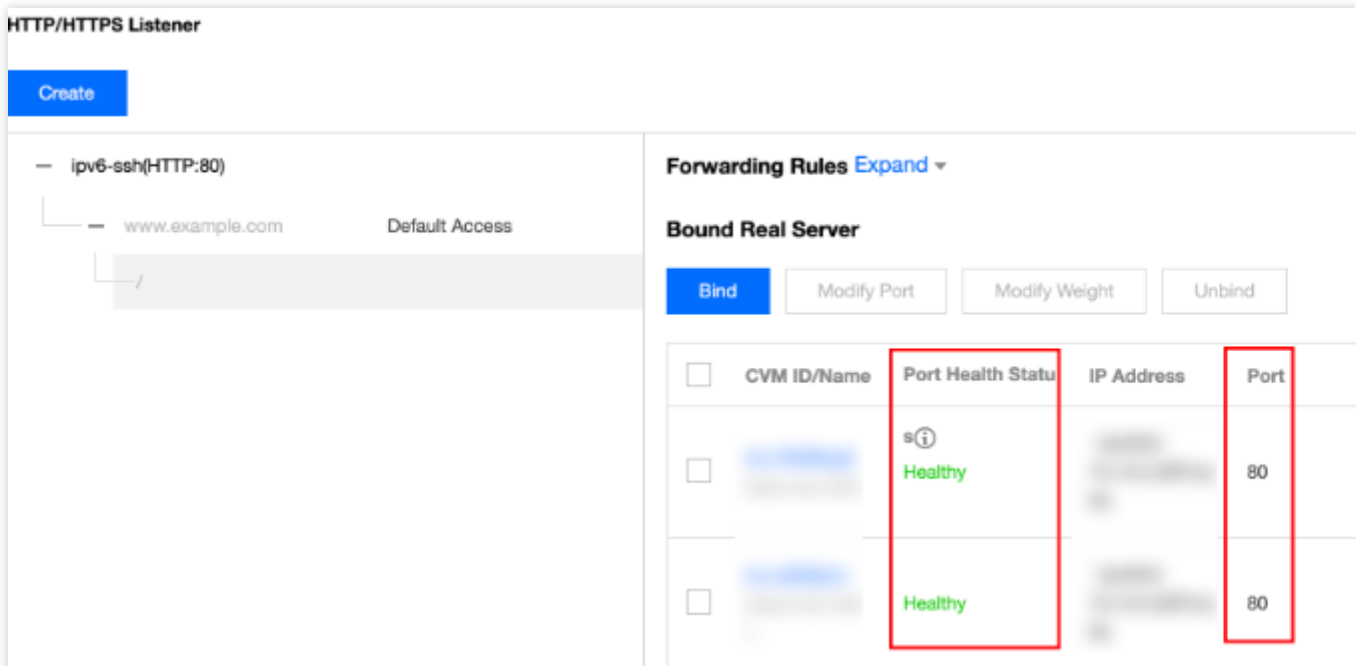 HTTP/HTTPS Listener
Create
ipv6-ssh(HTTP:80)
www.example.com Default Access
/
Forwarding Rules Expand
Bound Real Server
Bind Modify Port Modify Weight Unbind
CVM ID/Name Port Health Statu IP Address Port
s
Healthy 80
Healthy 80